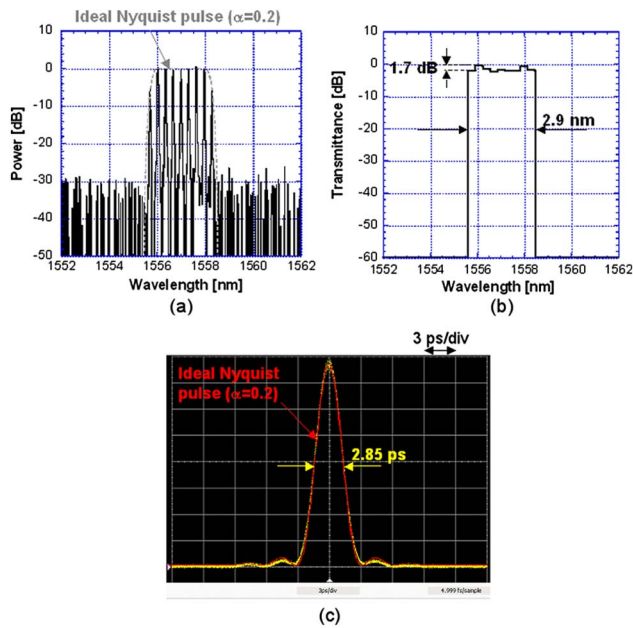 Ideal Nyquist pulse (α=0.2)
10
0
-10
-20
-30
-40
-50
Power [dB]
1552 1554 1556 1558 1560 1562
Wavelength [nm]
(a)
10
0
-10
-20
-30
-40
-50
-60
Transmittance [dB]
1.7 dB
2.9 nm
1552 1554 1556 1558 1560 1562
Wavelength [nm]
(b)
3 ps/div
Ideal Nyquist
pulse (α=0.2)
2.85 ps
3ps/div
4.999 fs/sample
(c)